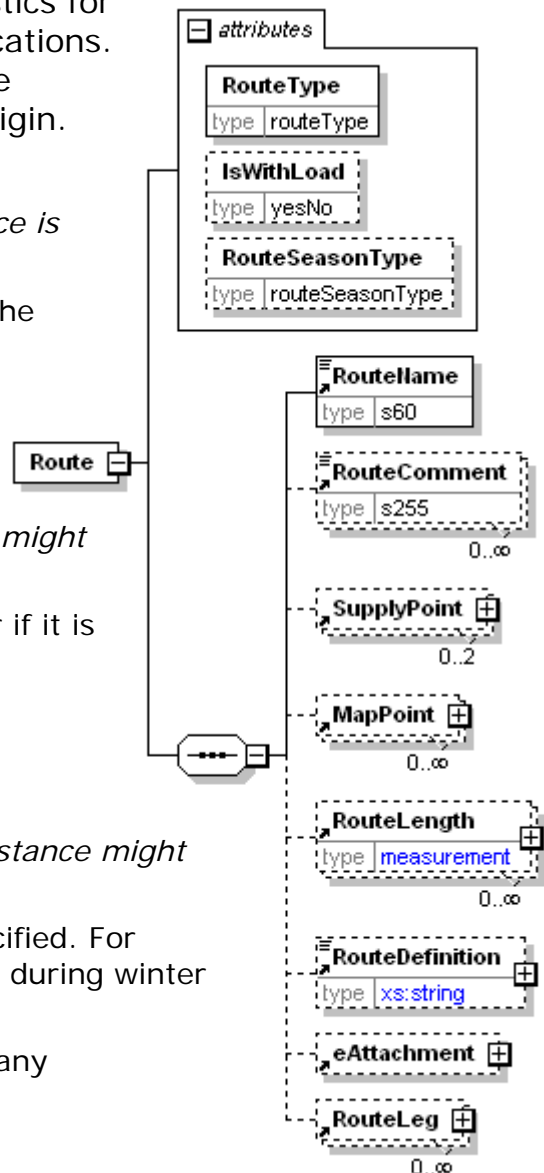 stics for
cations.
e
igin.
ce is
he
might
if it is
stance might
cified. For
during winter
any
attributes
RouteType
type routeType
IsWithLoad
type yesNo
RouteSeasonType
type routeSeasonType
Route
RouteName
type s60
RouteComment
type s255
0..∞
SupplyPoint
0..2
MapPoint
0..∞
RouteLength
type measurement
0..∞
RouteDefinition
type xs:string
eAttachment
RouteLeg
0..∞